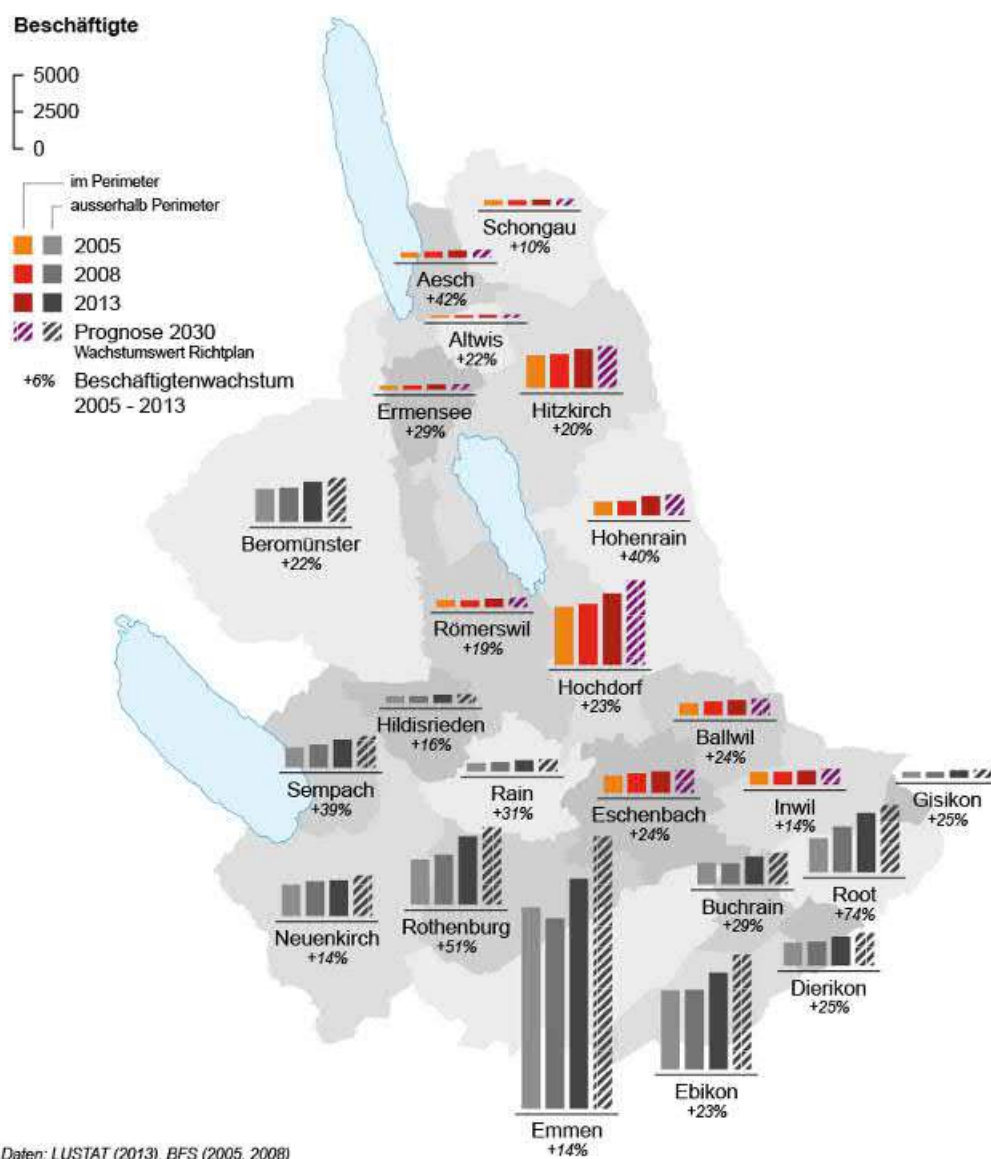 Beschäftigte
5000
2500
0
im Perimeter
ausserhalb Perimeter
2005
2008
2013
Prognose 2030
Wachstumswert Richtplan
+6% Beschäftigtenwachstum
2005 - 2013
Schongau
+10%
Aesch
+42%
Altwis
+22%
Ermensee
+29%
Hitzkirch
+20%
Beromünster
+22%
Hohenrain
+40%
Römerswil
+19%
Hochdorf
+23%
Hildisrieden
+16%
Ballwil
+24%
Sempach
+39%
Rain
+31%
Eschenbach
+24%
Inwil
+14%
Gisikon
+25%
Neuenkirch
+14%
Rothenburg
+51%
Buchrain
+29%
Root
+74%
Dierikon
+25%
Ebikon
+23%
Emmen
+14%
Daten: LUSTAT (2013), BFS (2005, 2008)